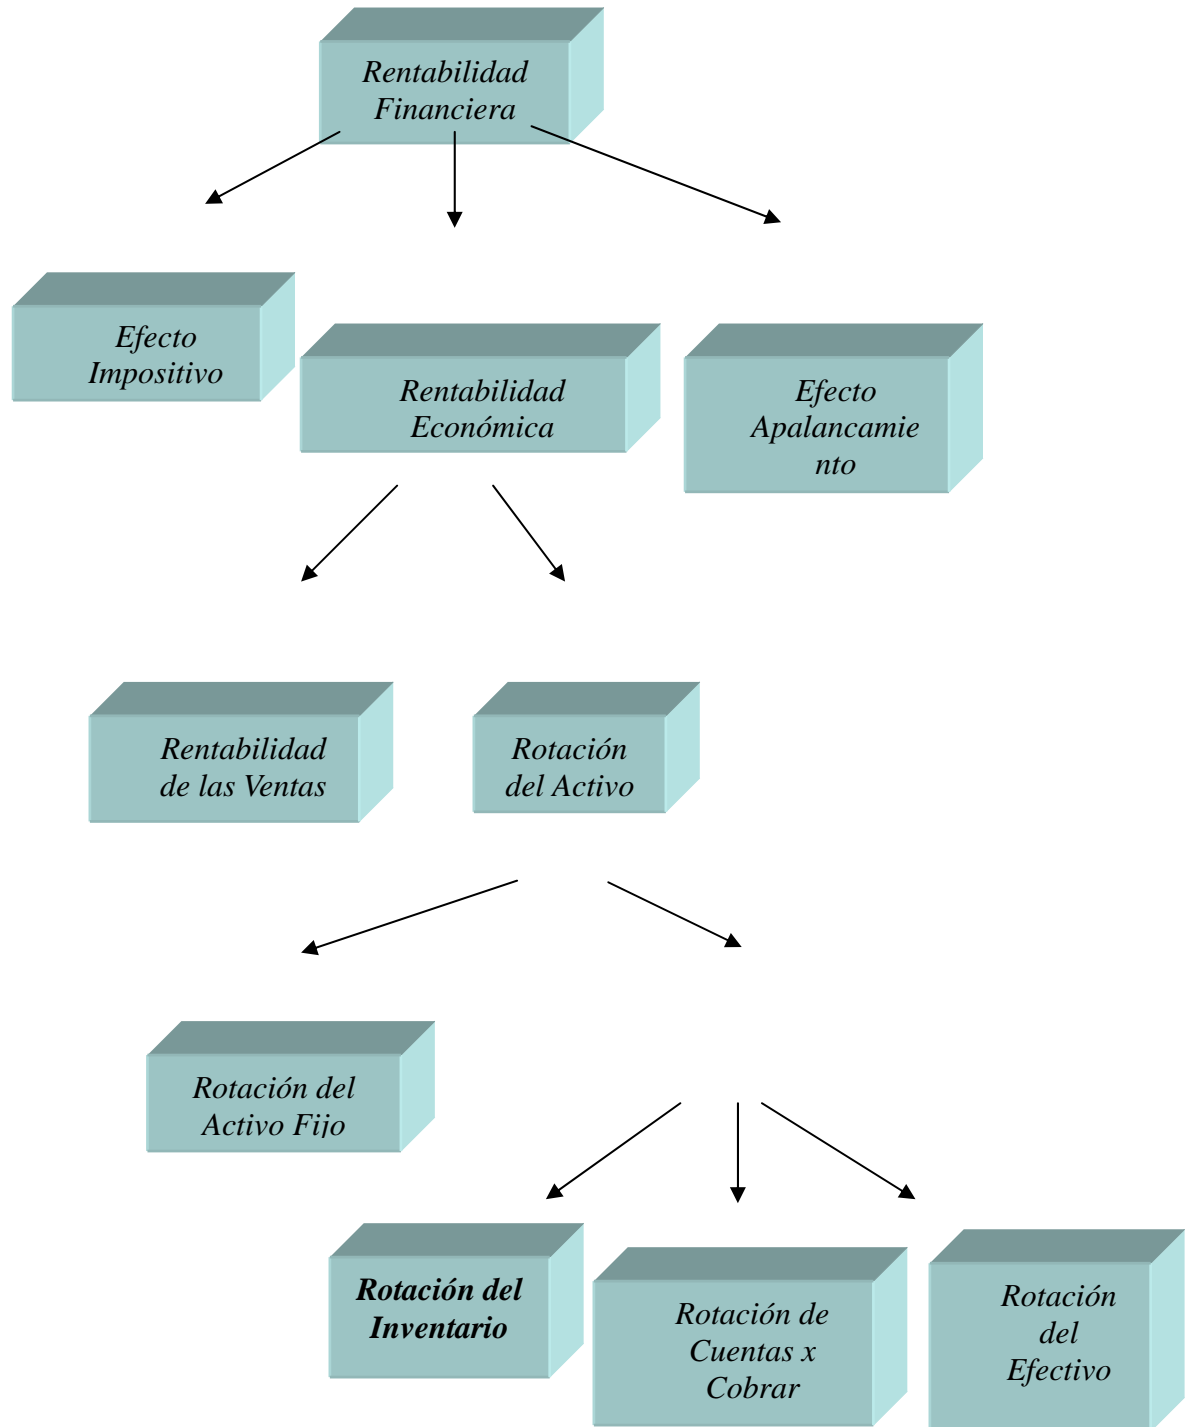 Rentabilidad
Financiera
Efecto
Impositivo
Rentabilidad
Económica
Efecto
Apalancamie
nto
Rentabilidad
de las Ventas
Rotación
del Activo
Rotación del
Activo Fijo
Rotación del
Inventario
Rotación de
Cuentas x
Cobrar
Rotación
del
Efectivo